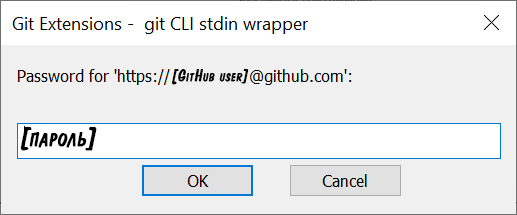 Git Extensions - git CLI stdin wrapper
Password for 'https://[GitHub user]@github.com':
[ПАРОЛЬ]
OK Cancel